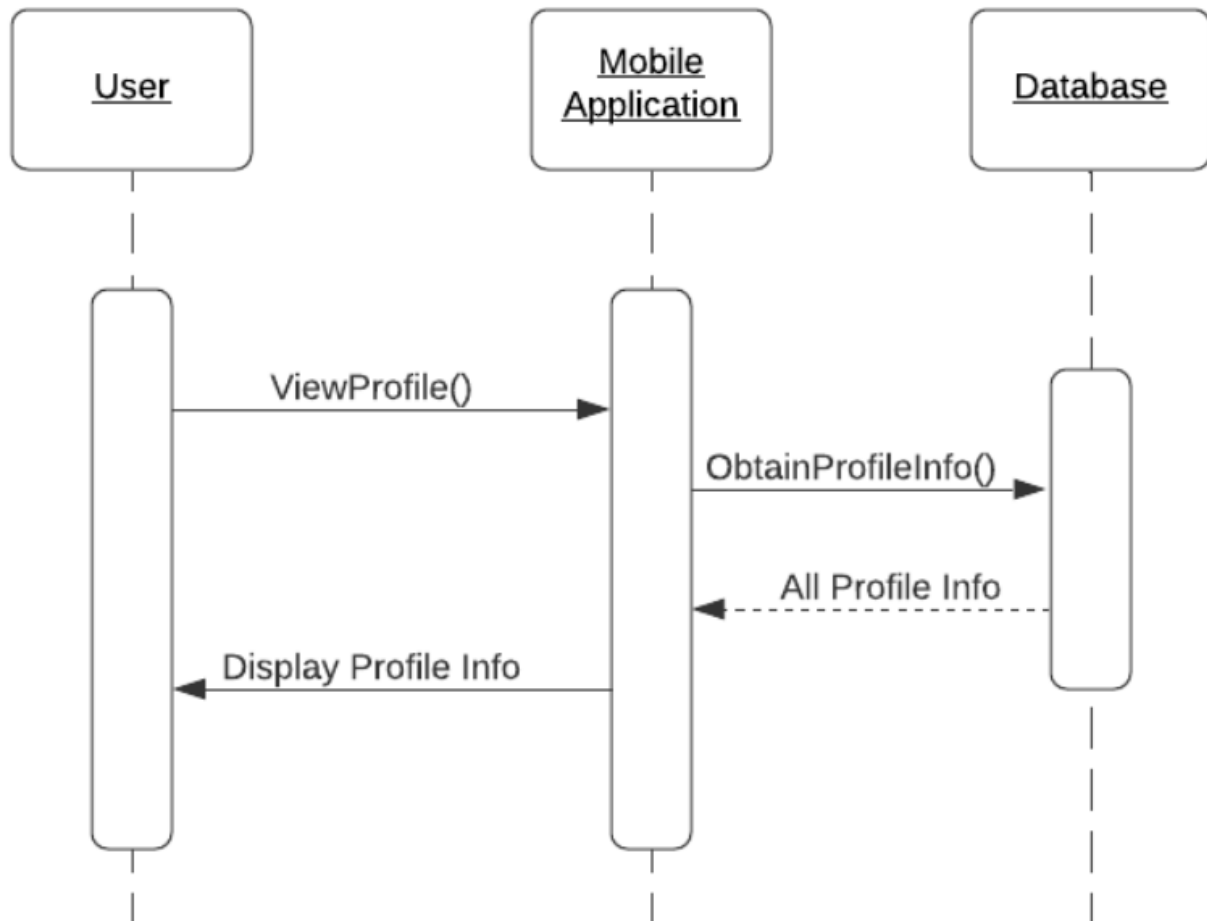 User
Mobile
Application
Database
ViewProfile()
ObtainProfileInfo()
All Profile Info
Display Profile Info